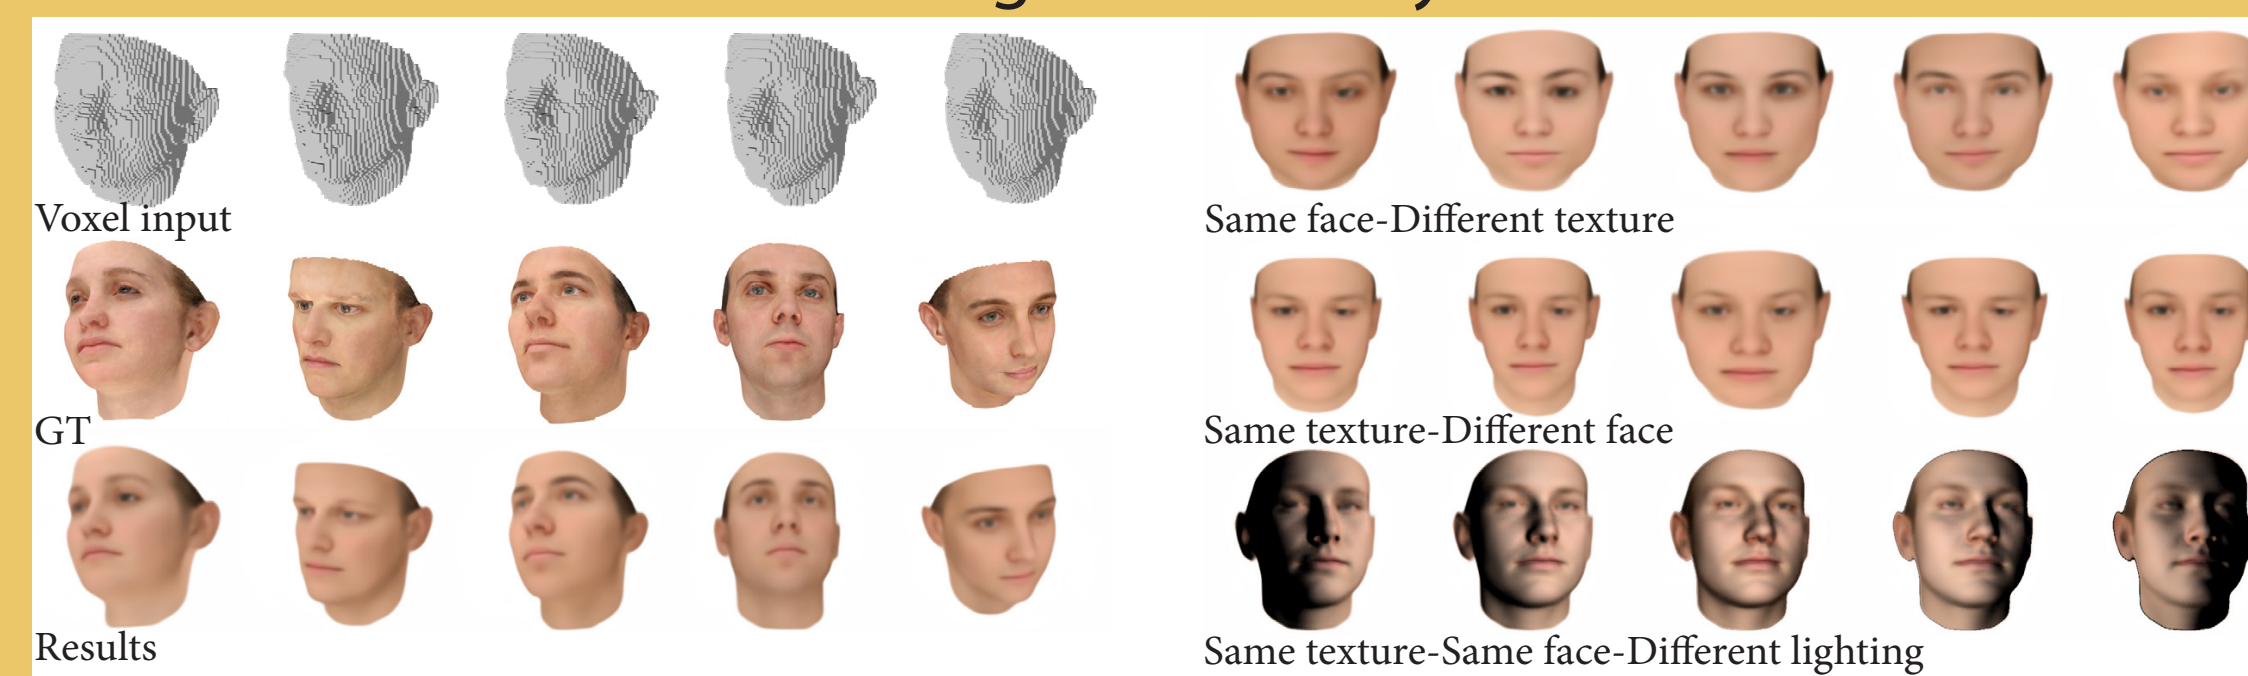 Voxel input
GT
Results
Same face-Different texture
Same texture-Different face
Same texture-Same face-Different lighting